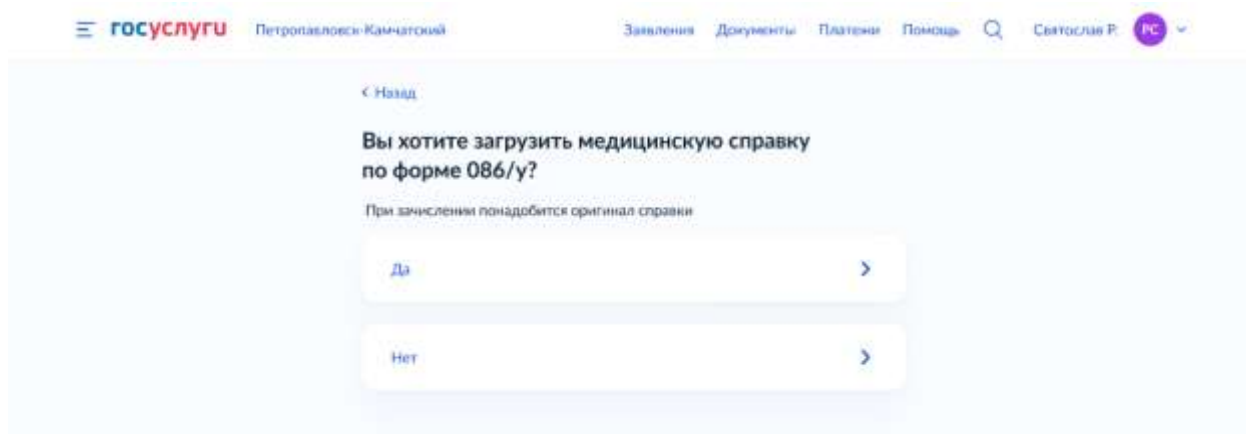 госуслуги Петропавловск-Камчатский Заявления Документы Платежи Помощь Святослав Р. РС
Назад
Вы хотите загрузить медицинскую справку
по форме 086/у?
При зачислении понадобится оригинал справки
Да
Нет